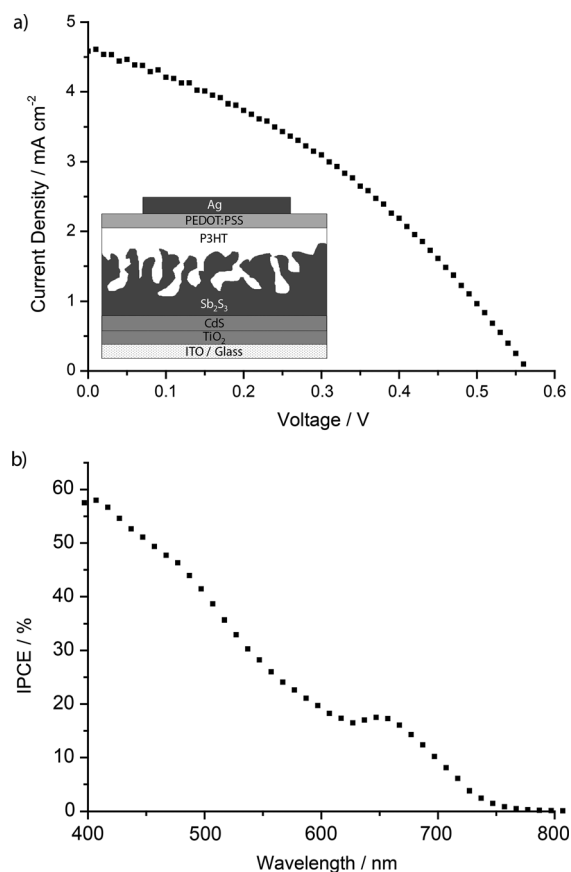 a)
5
4
3
2
1
0
Current Density / mA cm⁻²
Ag
PEDOT:PSS
P3HT
Sb₂S₃
CdS
TiO₂
ITO / Glass
0.0 0.1 0.2 0.3 0.4 0.5 0.6
Voltage / V
b)
60
50
40
30
20
10
0
IPCE / %
400 500 600 700 800
Wavelength / nm